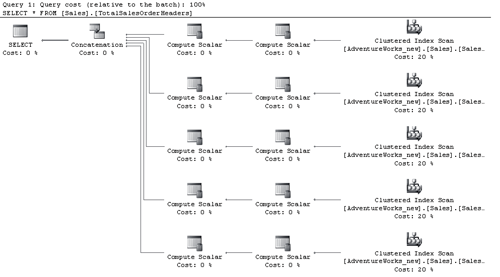 Query 1: Query cost (relative to the batch): 100%
SELECT * FROM [Sales].[TotalSalesOrderHeaders]
SELECT
Cost: 0 %
Concatenation
Cost: 0 %
Compute Scalar
Cost: 0 %
Compute Scalar
Cost: 0 %
Clustered Index Scan
[AdventureWorks_new].[Sales].[Sales…
Cost: 20 %
Compute Scalar
Cost: 0 %
Compute Scalar
Cost: 0 %
Clustered Index Scan
[AdventureWorks_new].[Sales].[Sales…
Cost: 20 %
Compute Scalar
Cost: 0 %
Compute Scalar
Cost: 0 %
Clustered Index Scan
[AdventureWorks_new].[Sales].[Sales…
Cost: 20 %
Compute Scalar
Cost: 0 %
Compute Scalar
Cost: 0 %
Clustered Index Scan
[AdventureWorks_new].[Sales].[Sales…
Cost: 20 %
Compute Scalar
Cost: 0 %
Compute Scalar
Cost: 0 %
Clustered Index Scan
[AdventureWorks_new].[Sales].[Sales…
Cost: 20 %